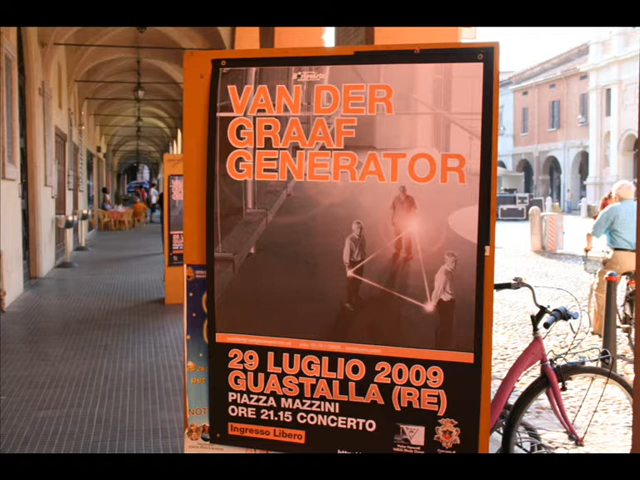 VAN DER
GRAAF
GENERATOR
29 LUGLIO 2009
GUASTALLA (RE)
PIAZZA MAZZINI
ORE 21.15 CONCERTO
Ingresso Libero